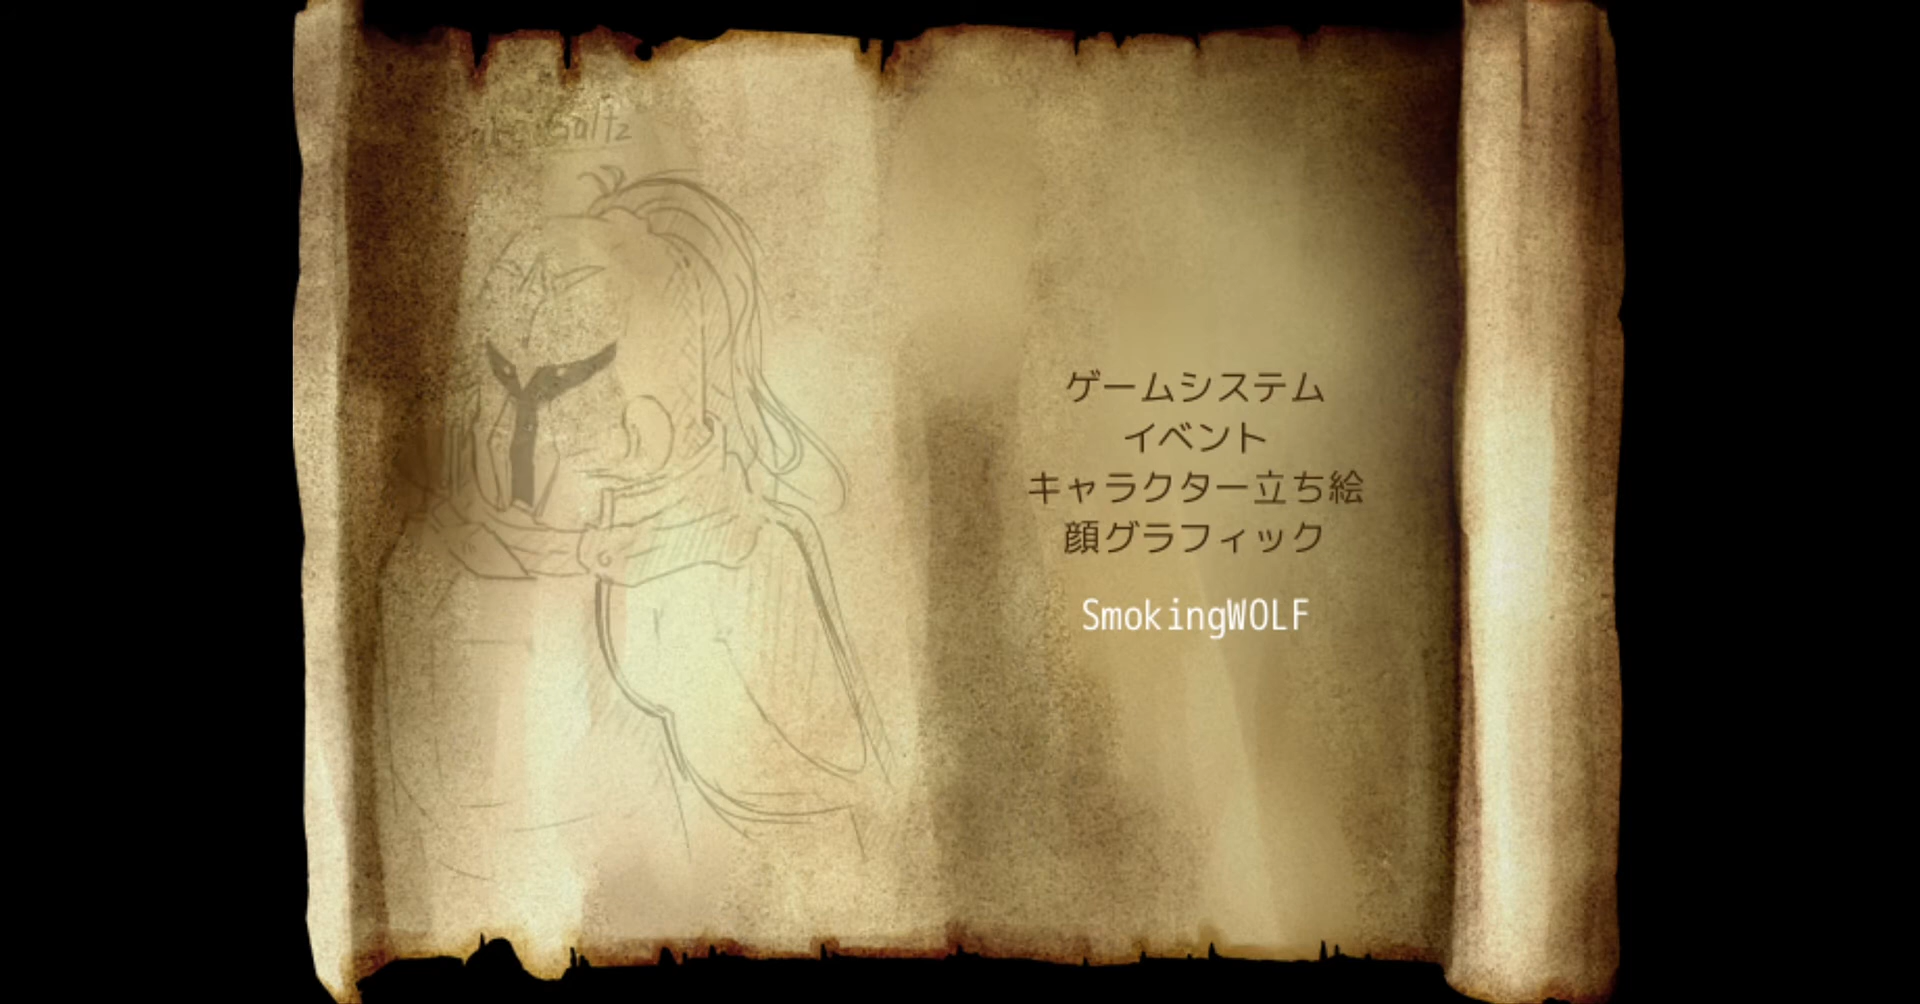 Galtz
ゲームシステム
イベント
キャラクター立ち絵
顔グラフィック
SmokingWOLF